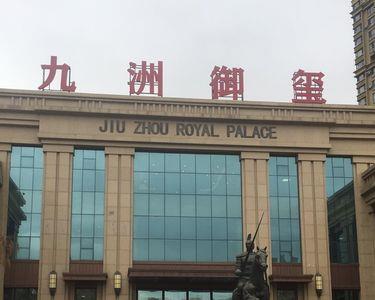 九洲御玺
JIU ZHOU ROYAL PALACE